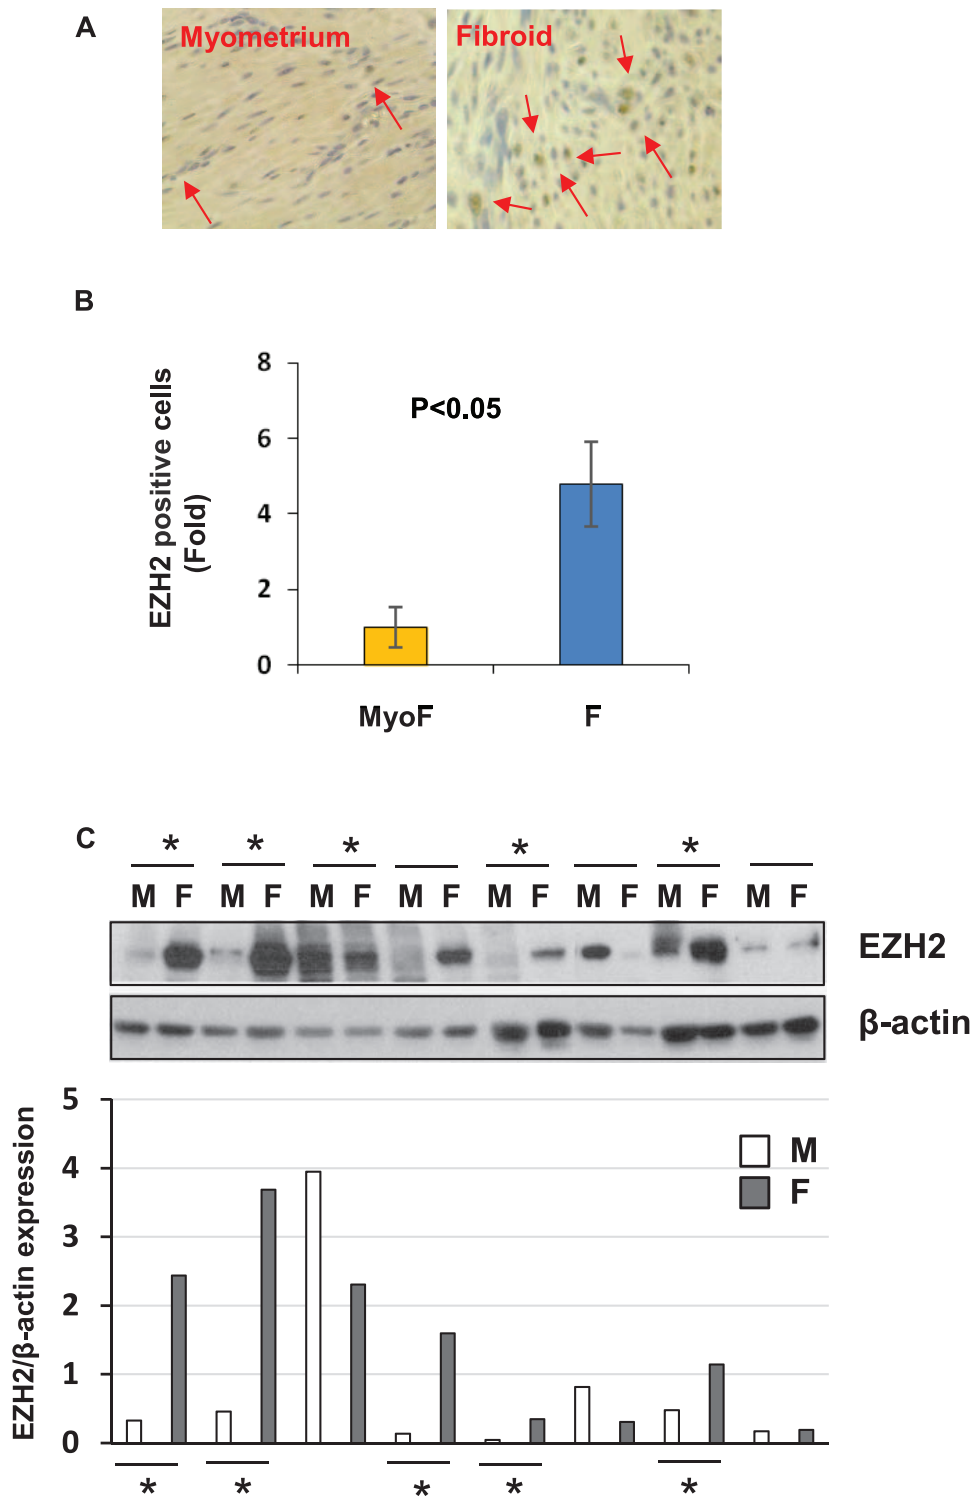 A
Myometrium
Fibroid
B
EZH2 positive cells
(Fold)
8
6
4
2
0
P<0.05
MyoF
F
C
* * * * *
M F M F M F M F M F M F M F M F
EZH2
β-actin
EZH2/β-actin expression
5
4
3
2
1
0
M
F
* * * * *